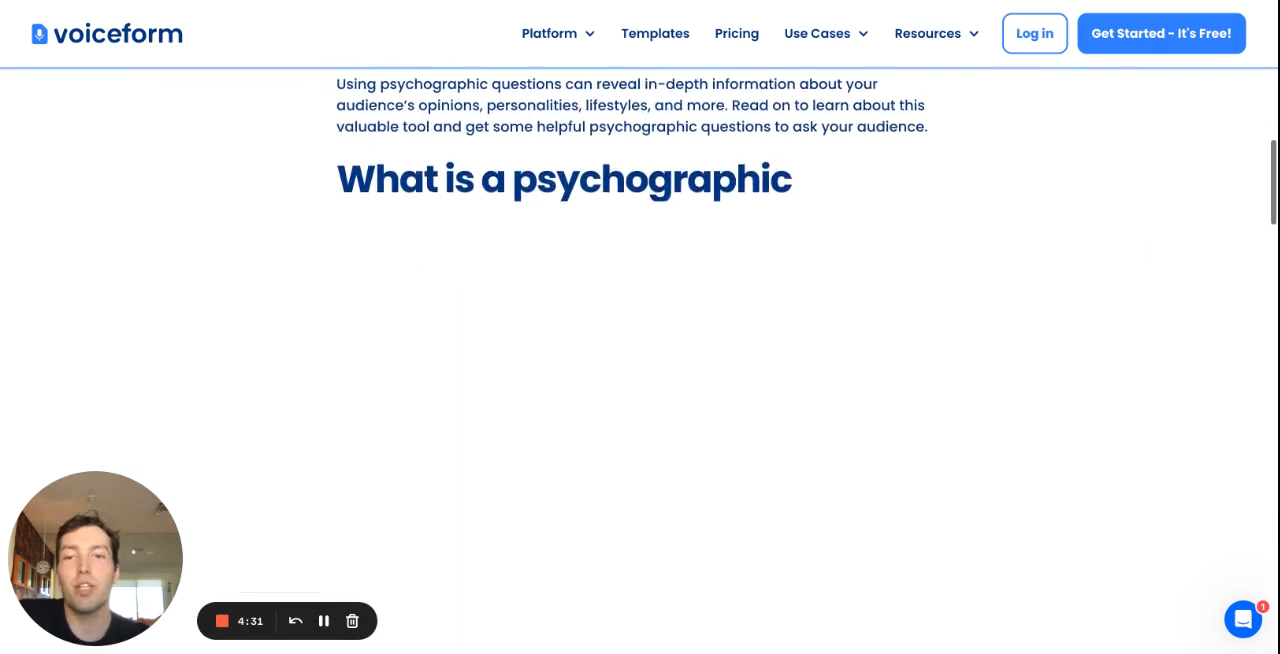 voiceform
Platform
Templates
Pricing
Use Cases
Resources
Log in
Get Started - It's Free!
Using psychographic questions can reveal in-depth information about your
audience's opinions, personalities, lifestyles, and more. Read on to learn about this
valuable tool and get some helpful psychographic questions to ask your audience.
What is a psychographic
4:31
1